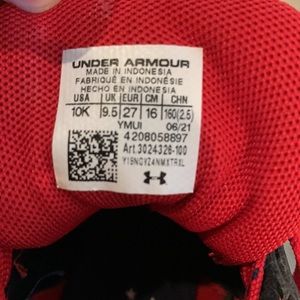 UNDER ARMOUR
MADE IN INDONESIA
FABRIQUÉ EN INDONÉSIE
HECHO EN INDONESIA
USA UK EUR CM CHN
10K 9.5 27 16 160(2.5)
YMUI 06/21
4208058897
Art.3024326-100